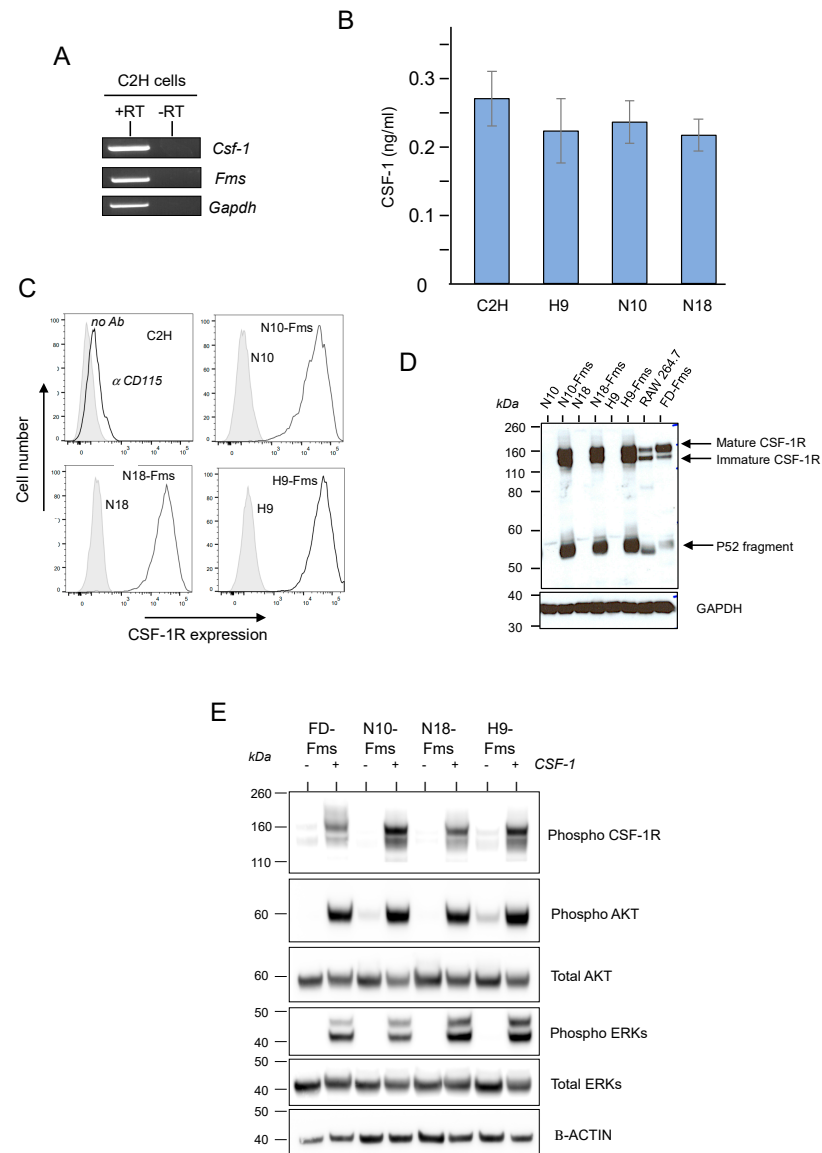 A
C2H cells
+RT -RT
Csf-1
Fms
Gapdh
B
CSF-1 (ng/ml)
0.3
0.2
0.1
0
C2H H9 N10 N18
C
Cell number
no Ab
C2H
α CD115
N10-Fms
N10
N18-Fms
N18
H9-Fms
H9
CSF-1R expression
D
kDa
N10
N10-Fms
N18
N18-Fms
H9
H9-Fms
RAW 264.7
FD-Fms
260
160
110
80
60
50
40
30
Mature CSF-1R
Immature CSF-1R
P52 fragment
GAPDH
E
FD- N10- N18- H9-
Fms Fms Fms Fms
kDa
- + - + - + - + CSF-1
260
160
110
Phospho CSF-1R
60
Phospho AKT
60
Total AKT
50
40
Phospho ERKs
50
40
Total ERKs
50
40
B-ACTIN